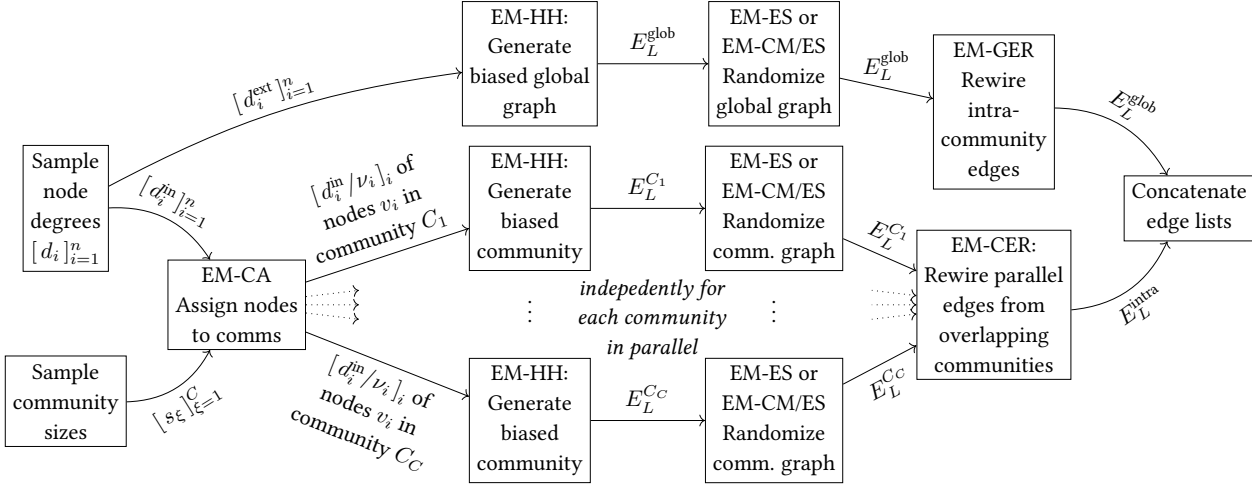 Sample
node
degrees
[ d_i ]_{i=1}^n
Sample
community
sizes
[ d_i^ext ]_{i=1}^n
[ d_i^in ]_{i=1}^n
[ s_ξ ]_{ξ=1}^C
EM-CA
Assign nodes
to comms
[ d_i^in/ν_i ]_i of
nodes v_i in
community C_1
[ d_i^in/ν_i ]_i of
nodes v_i in
community C_C
EM-HH:
Generate
biased global
graph
E_L^glob
EM-ES or
EM-CM/ES
Randomize
global graph
E_L^glob
EM-GER
Rewire
intra-
community
edges
E_L^glob
EM-HH:
Generate
biased
community
E_L^{C_1}
EM-ES or
EM-CM/ES
Randomize
comm. graph
E_L^{C_1}
⋮
indepedently for
each community
in parallel
⋮
EM-HH:
Generate
biased
community
E_L^{C_C}
EM-ES or
EM-CM/ES
Randomize
comm. graph
E_L^{C_C}
EM-CER:
Rewire parallel
edges from
overlapping
communities
E_L^intra
Concatenate
edge lists